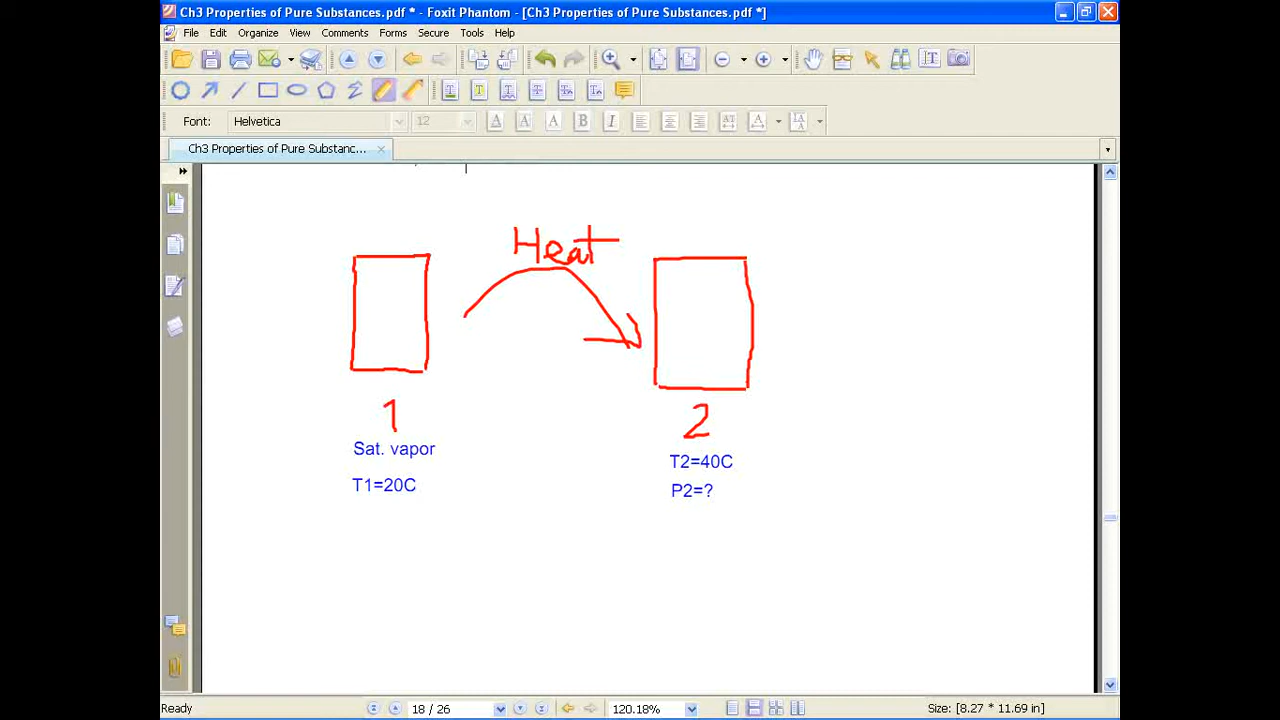 Ch3 Properties of Pure Substances.pdf * - Foxit Phantom - [Ch3 Properties of Pure Substances.pdf *]
File Edit Organize View Comments Forms Secure Tools Help
Font: Helvetica 12
Ch3 Properties of Pure Substanc...
Heat
1
2
Sat. vapor
T1=20C
T2=40C
P2=?
Ready 18 / 26 120.18% Size: [8.27 * 11.69 in]